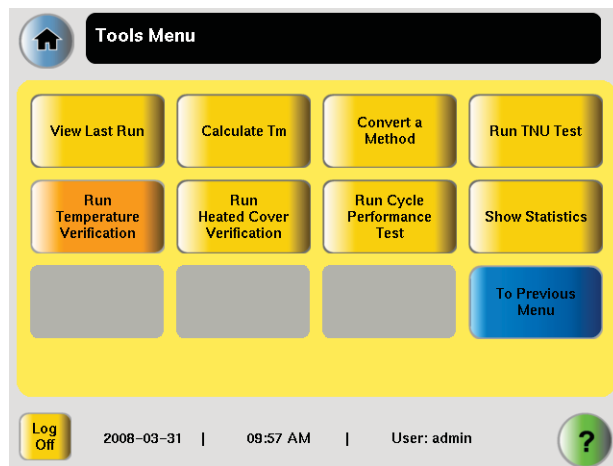 Tools Menu
View Last Run
Calculate Tm
Convert a
Method
Run TNU Test
Run
Temperature
Verification
Run
Heated Cover
Verification
Run Cycle
Performance
Test
Show Statistics
To Previous
Menu
Log
Off
2008-03-31 | 09:57 AM | User: admin
?